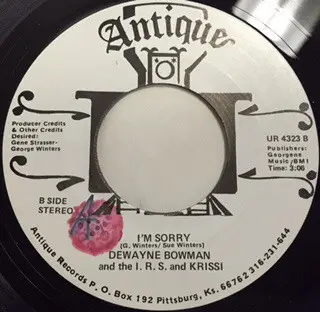 Antique
Producer Credits
& Other Credits
Desired:
Gene Strasser-
George Winters
UR 4323 B
Publishers:
Georgene
Music/BMI
Time: 3:06
B SIDE
STEREO
I'M SORRY
(G. Winters/ Sue Winters)
DEWAYNE BOWMAN
and the I. R. S. and KRISSI
Antique Records P. O. Box 192 Pittsburg, Ks. 66762 316-231-644